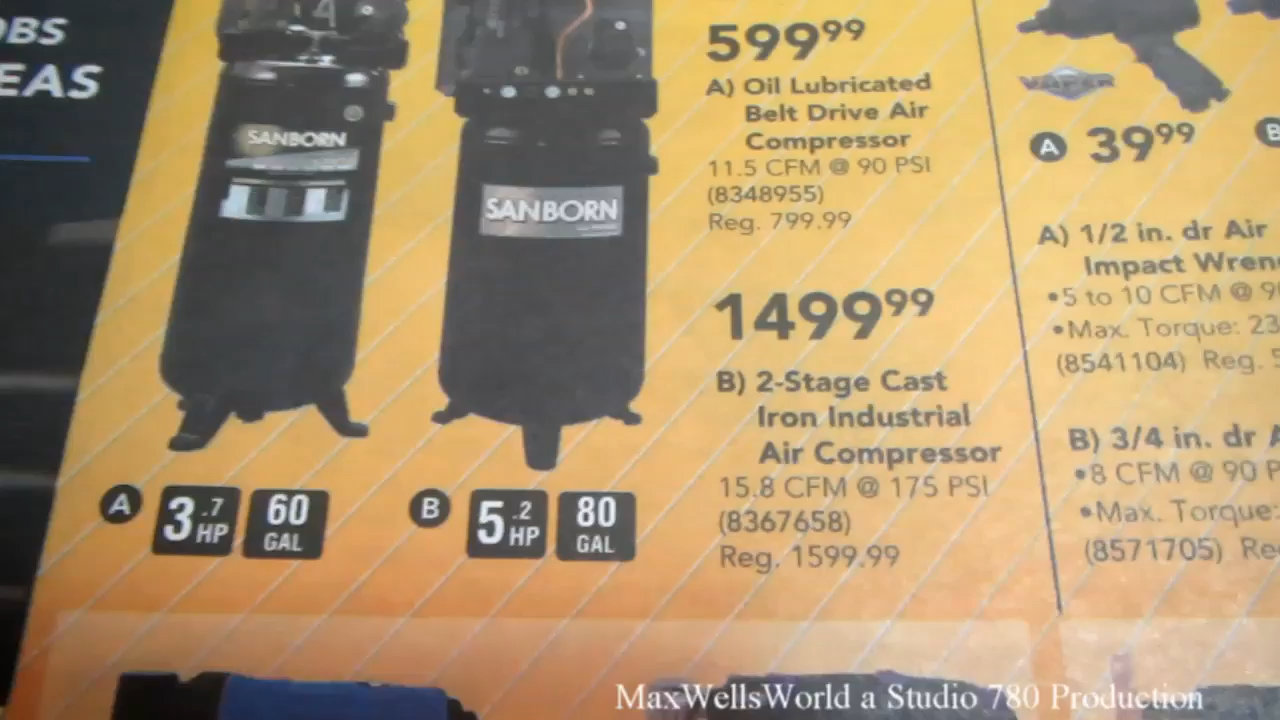 OBS
EAS
SANBORN
SANBORN
A
3.7
HP
60
GAL
B
5.2
HP
80
GAL
599 99
A) Oil Lubricated
Belt Drive Air
Compressor
11.5 CFM @ 90 PSI
(8348955)
Reg. 799.99
1499 99
B) 2-Stage Cast
Iron Industrial
Air Compressor
15.8 CFM @ 175 PSI
(8367658)
Reg. 1599.99
VAPER
A 39 99
B
A) 1/2 in. dr Air
Impact Wren
•5 to 10 CFM @ 9
•Max. Torque: 23
(8541104) Reg. 5
B) 3/4 in. dr A
•8 CFM @ 90 P
•Max. Torque:
(8571705) Re
MaxWellsWorld a Studio 780 Production